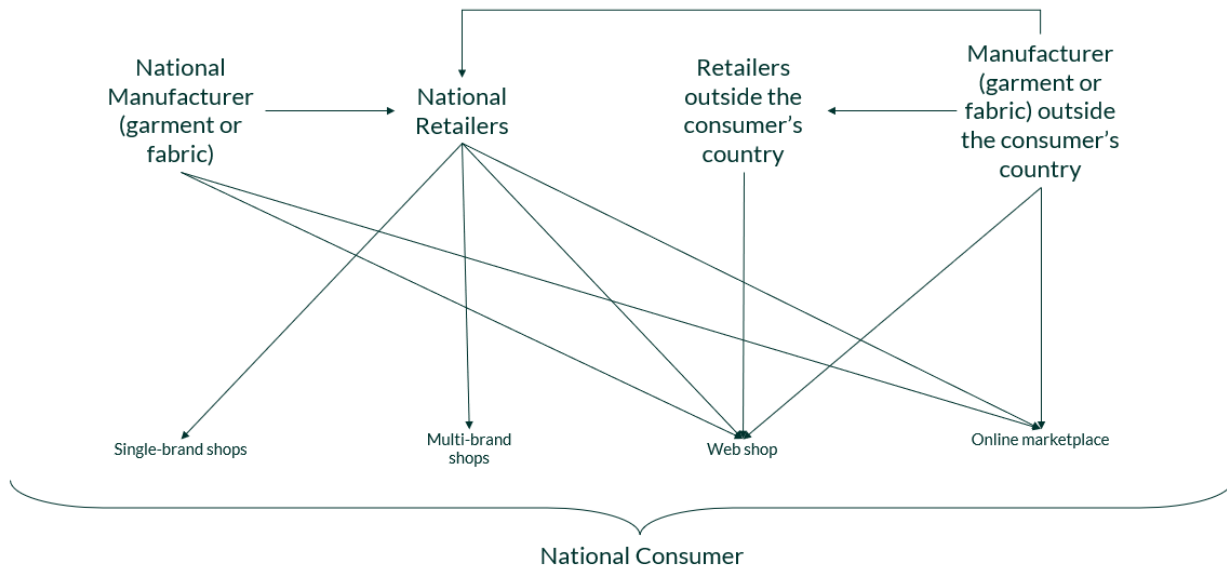 National
Manufacturer
(garment or
fabric)
National
Retailers
Retailers
outside the
consumer’s
country
Manufacturer
(garment or
fabric) outside
the consumer’s
country
Single-brand shops
Multi-brand
shops
Web shop
Online marketplace
National Consumer